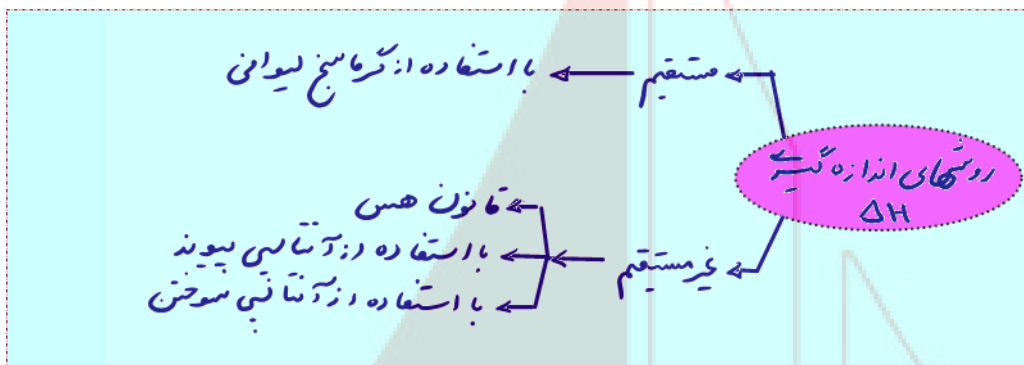 روشهای اندازه گیری
ΔH
مستقیم
با استفاده از گرماسنج لیوانی
غیرمستقیم
قانون هس
با استفاده از آنتالپی پیوند
با استفاده از آنتالپی سوختن